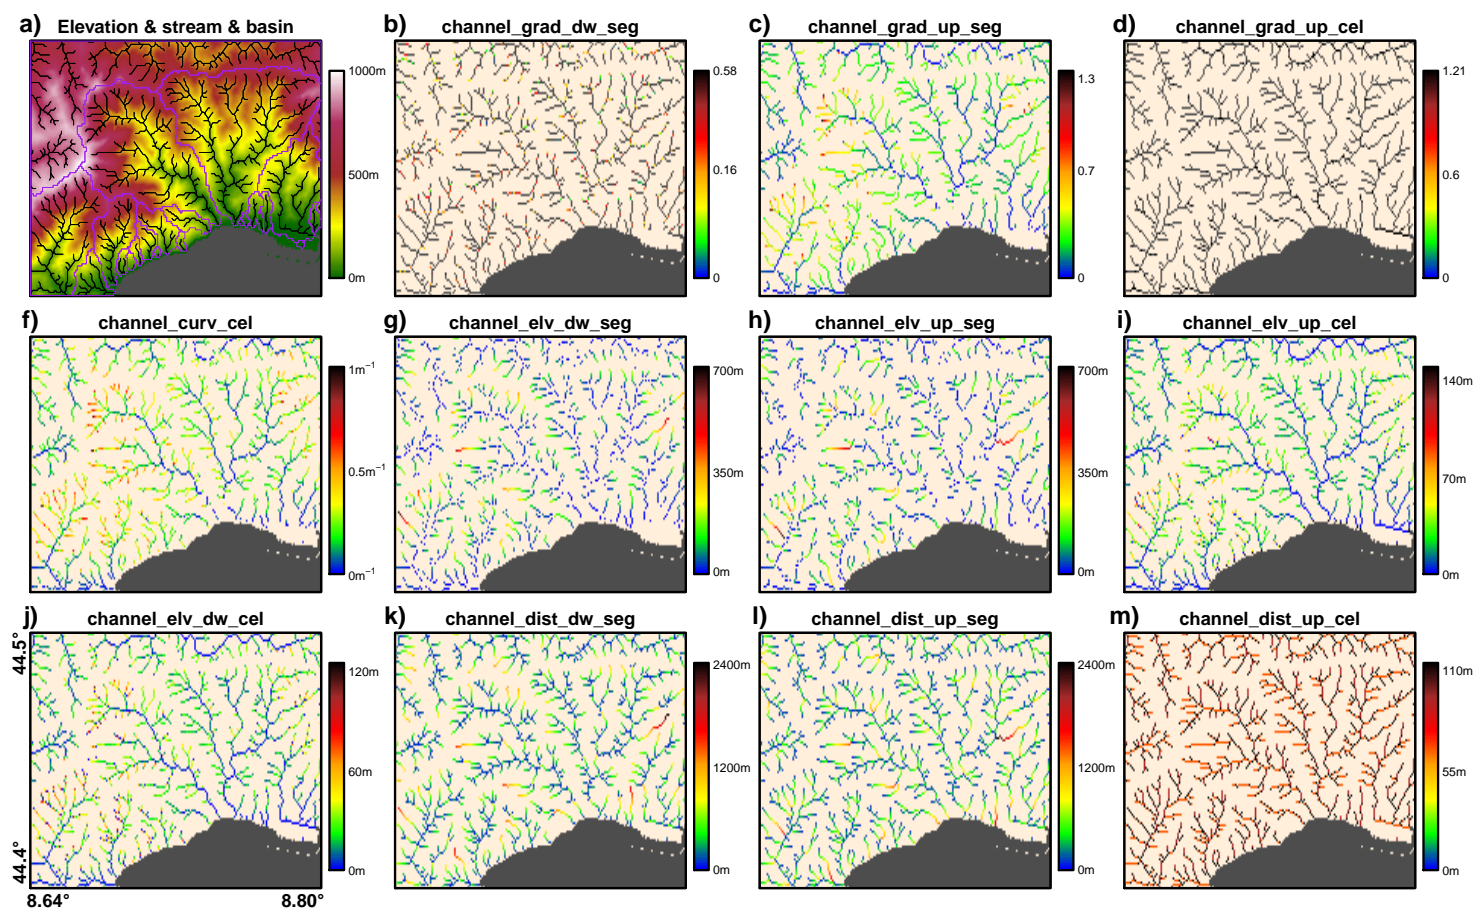 a) Elevation & stream & basin
1000m
500m
0m
b) channel_grad_dw_seg
0.58
0.16
0
c) channel_grad_up_seg
1.3
0.7
0
d) channel_grad_up_cel
1.21
0.6
0
f) channel_curv_cel
1m⁻¹
0.5m⁻¹
0m⁻¹
g) channel_elv_dw_seg
700m
350m
0m
h) channel_elv_up_seg
700m
350m
0m
i) channel_elv_up_cel
140m
70m
0m
j) channel_elv_dw_cel
120m
60m
0m
44.5°
44.4°
8.64° 8.80°
k) channel_dist_dw_seg
2400m
1200m
0m
l) channel_dist_up_seg
2400m
1200m
0m
m) channel_dist_up_cel
110m
55m
0m